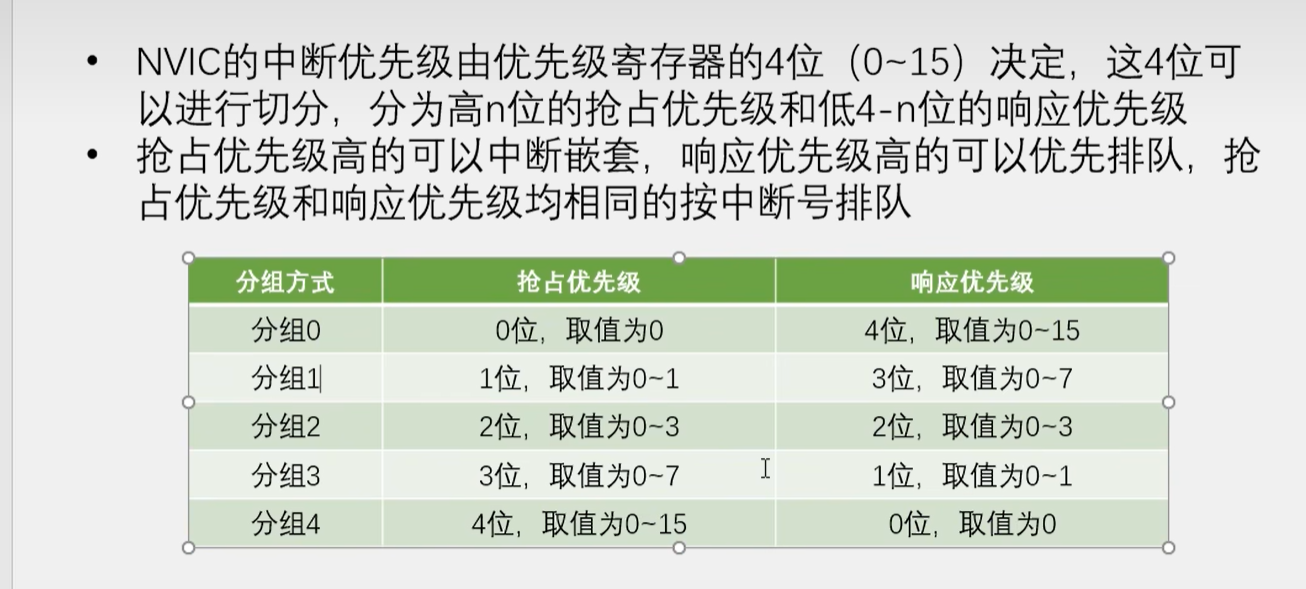 • NVIC的中断优先级由优先级寄存器的4位（0~15）决定，这4位可
以进行切分，分为高n位的抢占优先级和低4-n位的响应优先级
• 抢占优先级高的可以中断嵌套，响应优先级高的可以优先排队，抢
占优先级和响应优先级均相同的按中断号排队
分组方式 抢占优先级 响应优先级
分组0 0位，取值为0 4位，取值为0~15
分组1 1位，取值为0~1 3位，取值为0~7
分组2 2位，取值为0~3 2位，取值为0~3
分组3 3位，取值为0~7 1位，取值为0~1
分组4 4位，取值为0~15 0位，取值为0